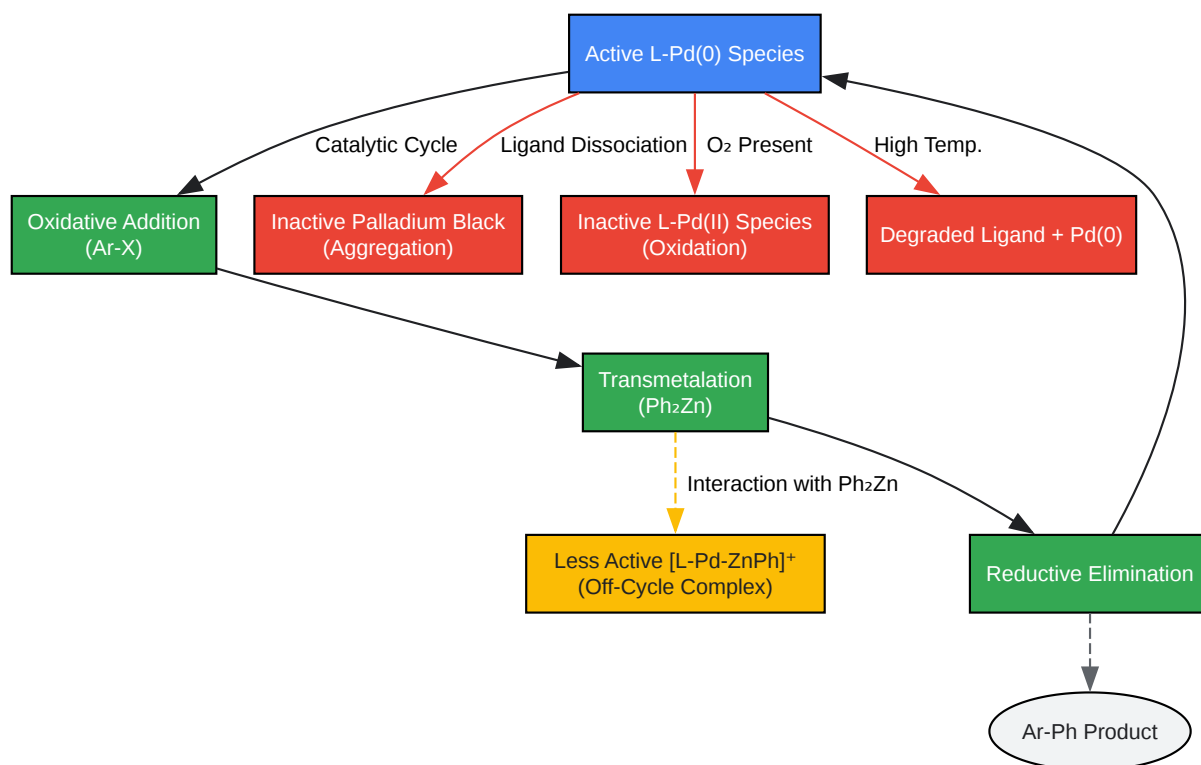 Active L-Pd(0) Species
Catalytic Cycle
Ligand Dissociation
O₂ Present
High Temp.
Oxidative Addition
(Ar-X)
Inactive Palladium Black
(Aggregation)
Inactive L-Pd(II) Species
(Oxidation)
Degraded Ligand + Pd(0)
Transmetalation
(Ph₂Zn)
Interaction with Ph₂Zn
Less Active [L-Pd-ZnPh]⁺
(Off-Cycle Complex)
Reductive Elimination
Ar-Ph Product